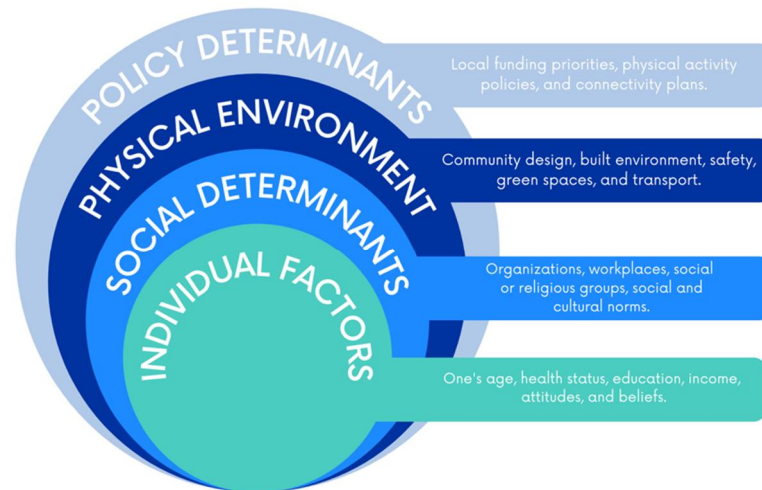 POLICY DETERMINANTS
Local funding priorities, physical activity
policies, and connectivity plans.
PHYSICAL ENVIRONMENT
Community design, built environment, safety,
green spaces, and transport.
SOCIAL DETERMINANTS
Organizations, workplaces, social
or religious groups, social and
cultural norms.
INDIVIDUAL FACTORS
One's age, health status, education, income,
attitudes, and beliefs.